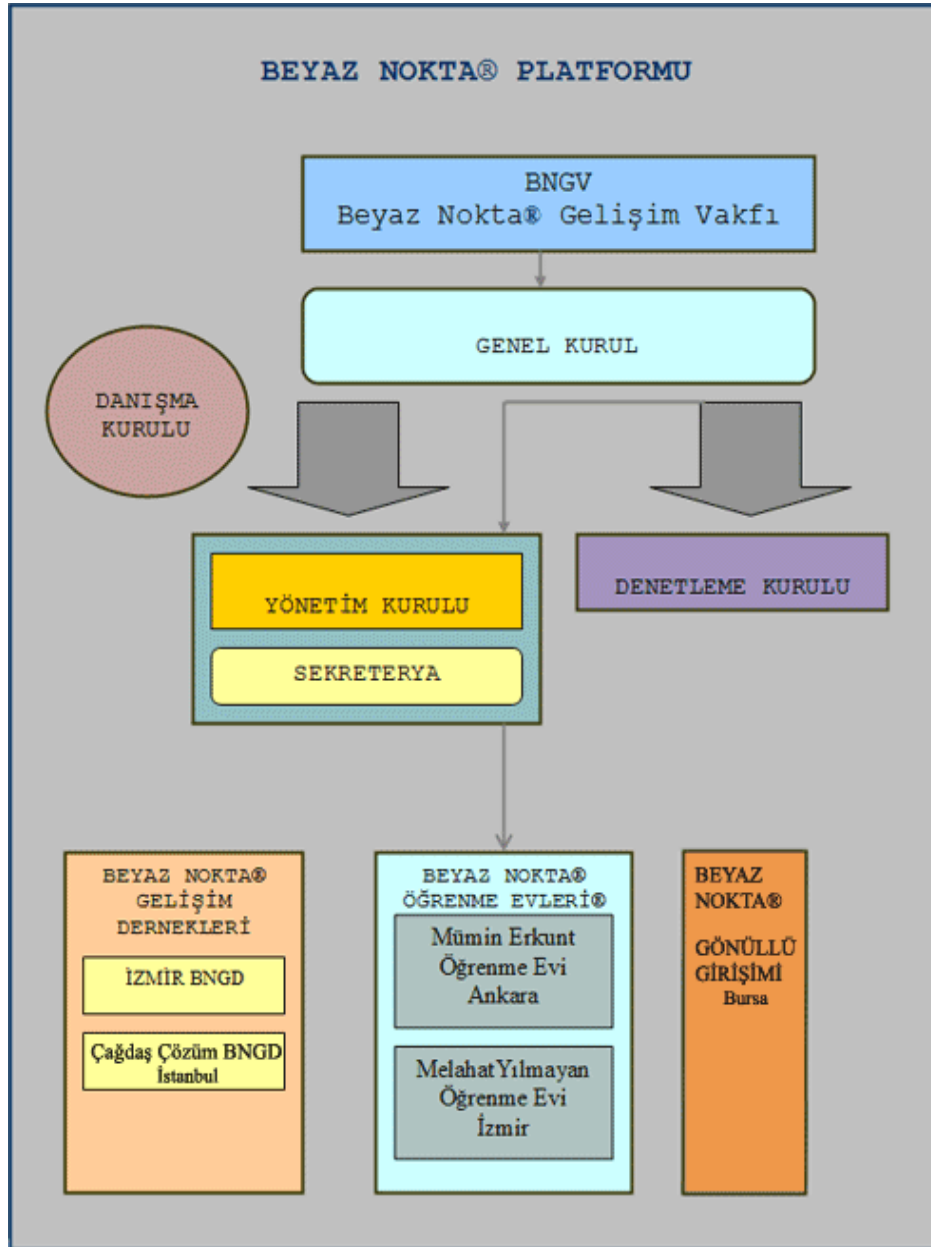 BEYAZ NOKTA® PLATFORMU
BNGV
Beyaz Nokta® Gelişim Vakfı
GENEL KURUL
DANIŞMA
KURULU
YÖNETİM KURULU
SEKRETERYA
DENETLEME KURULU
BEYAZ NOKTA®
GELİŞİM
DERNEKLERİ
İZMİR BNGD
Çağdaş Çözüm BNGD
İstanbul
BEYAZ NOKTA®
ÖĞRENME EVLERİ®
Mümin Erkunt
Öğrenme Evi
Ankara
Melahat Yılmayan
Öğrenme Evi
İzmir
BEYAZ
NOKTA®
GÖNÜLLÜ
GİRİŞİMİ
Bursa